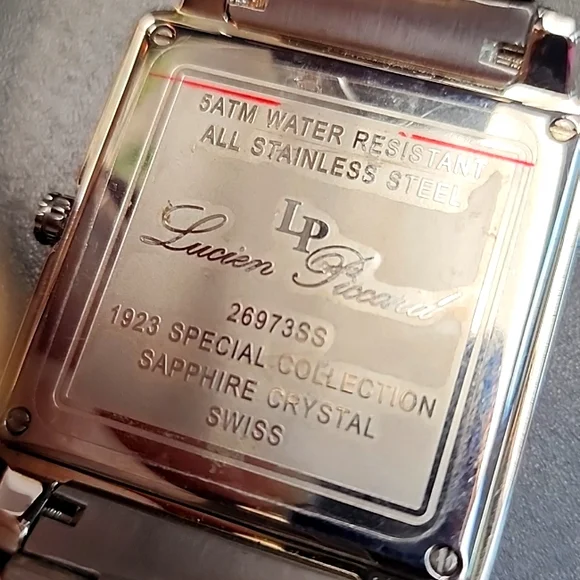 5ATM WATER RESISTANT
ALL STAINLESS STEEL
LP
Lucien Piccard
26973SS
1923 SPECIAL COLLECTION
SAPPHIRE CRYSTAL
SWISS